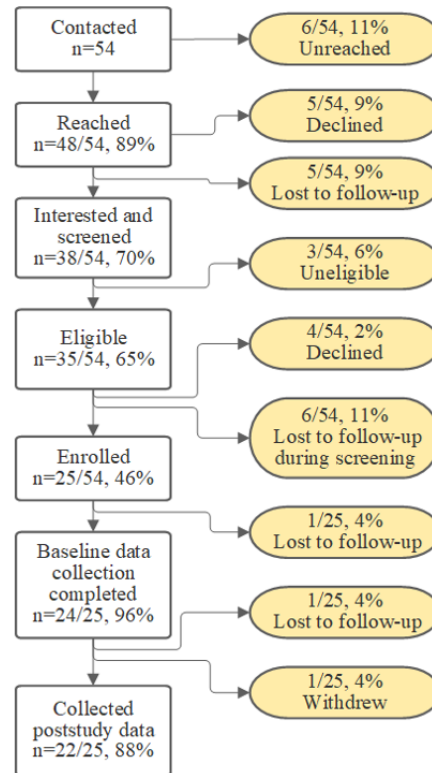 Contacted
n=54
6/54, 11%
Unreached
Reached
n=48/54, 89%
5/54, 9%
Declined
5/54, 9%
Lost to follow-up
Interested and
screened
n=38/54, 70%
3/54, 6%
Uneligible
Eligible
n=35/54, 65%
4/54, 2%
Declined
6/54, 11%
Lost to follow-up
during screening
Enrolled
n=25/54, 46%
1/25, 4%
Lost to follow-up
Baseline data
collection
completed
n=24/25, 96%
1/25, 4%
Lost to follow-up
1/25, 4%
Withdrew
Collected
poststudy data
n=22/25, 88%